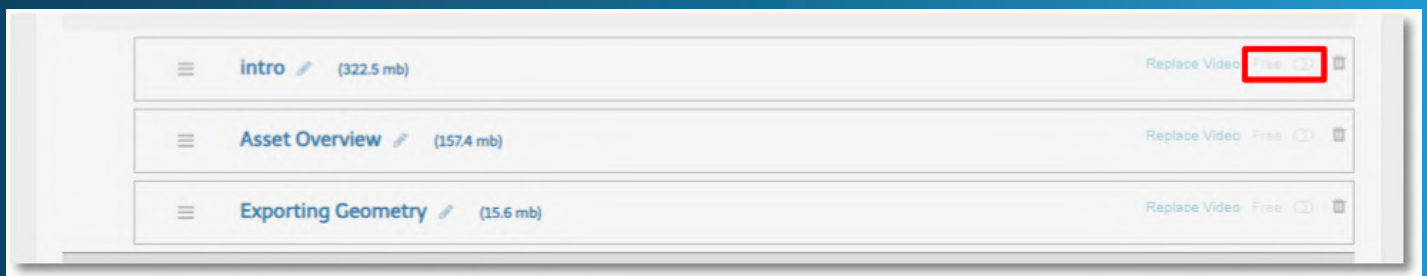 intro (322.5 mb) Replace Video Free
Asset Overview (157.4 mb) Replace Video Free
Exporting Geometry (15.6 mb) Replace Video Free